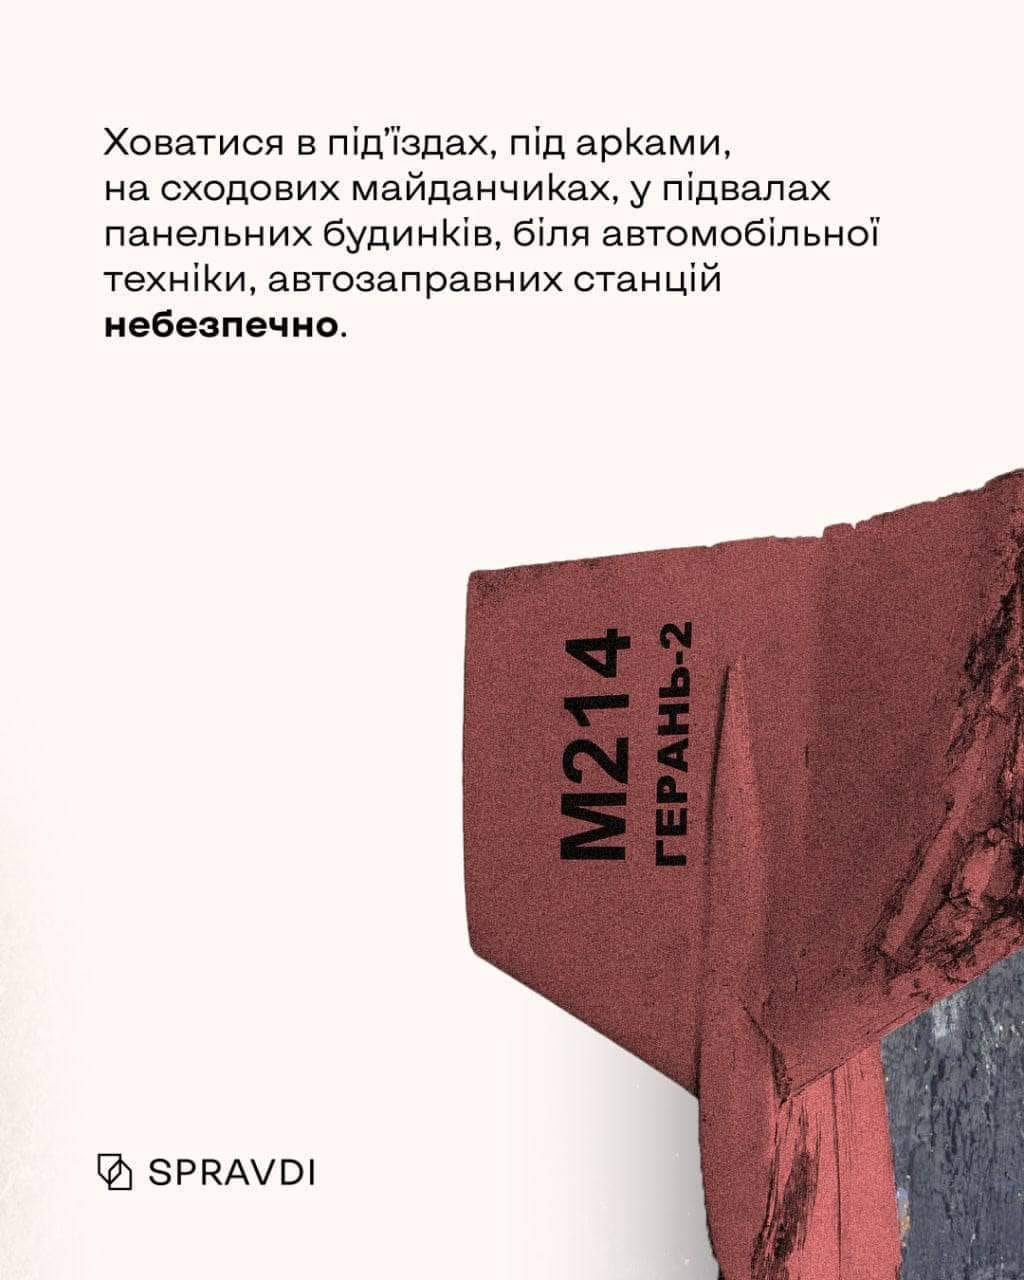 Ховатися в під’їздах, під арками,
на сходових майданчиках, у підвалах
панельних будинків, біля автомобільної
техніки, автозаправних станцій
небезпечно.
М214
ГЕРАНЬ-2
SPRAVDI